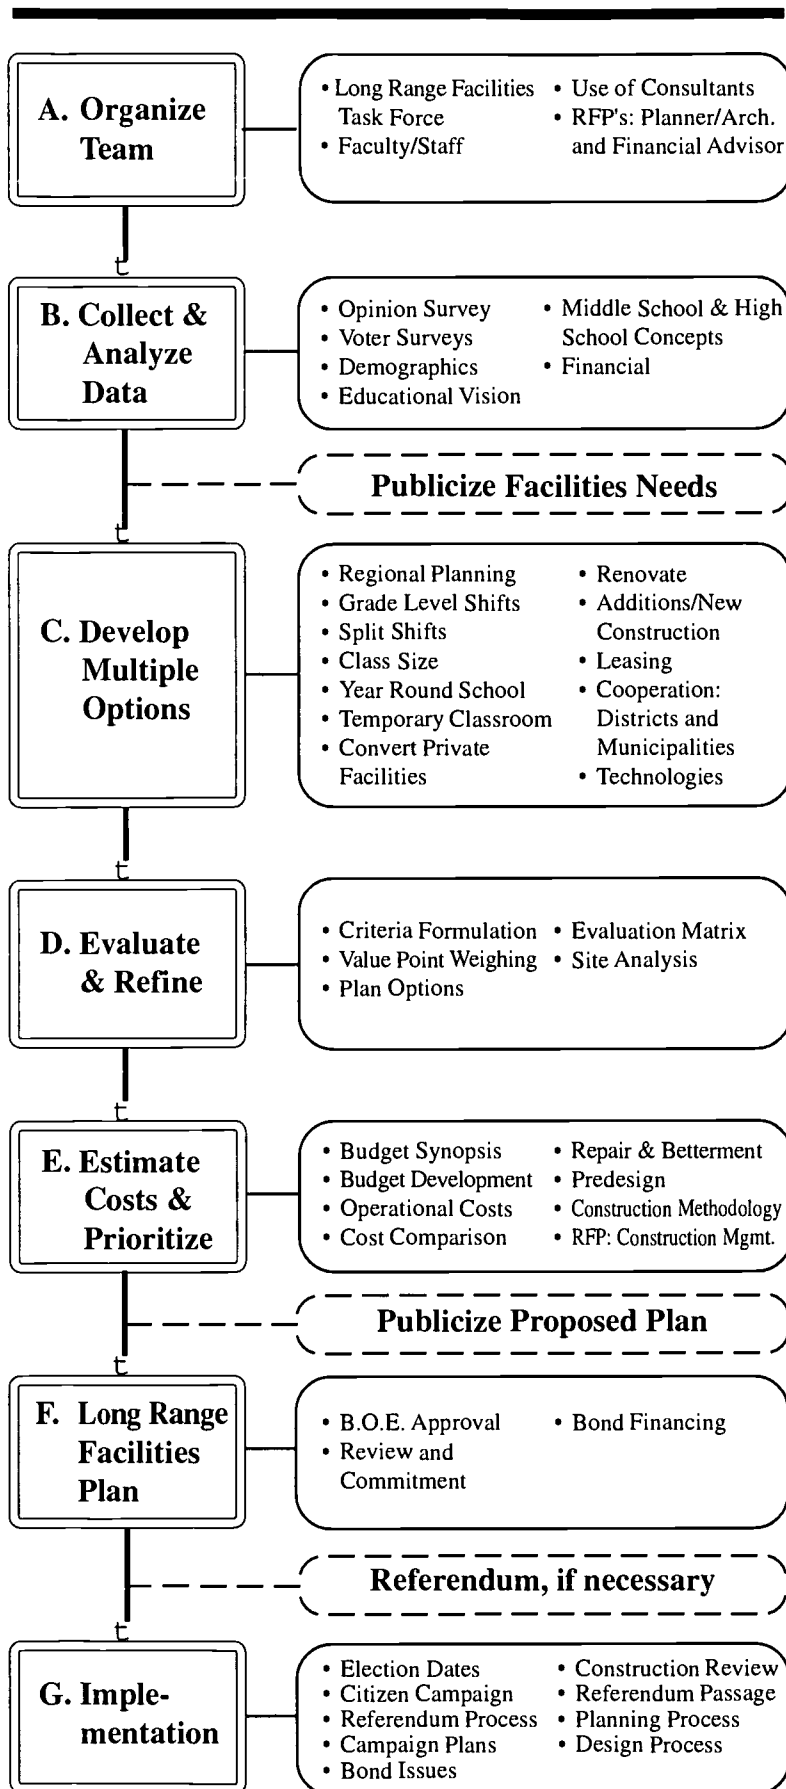 A. Organize
Team
• Long Range Facilities
Task Force
• Faculty/Staff
• Use of Consultants
• RFP's: Planner/Arch.
and Financial Advisor
B. Collect &
Analyze
Data
• Opinion Survey
• Voter Surveys
• Demographics
• Educational Vision
• Middle School & High
School Concepts
• Financial
Publicize Facilities Needs
C. Develop
Multiple
Options
• Regional Planning
• Grade Level Shifts
• Split Shifts
• Class Size
• Year Round School
• Temporary Classroom
• Convert Private
Facilities
• Renovate
• Additions/New
Construction
• Leasing
• Cooperation:
Districts and
Municipalities
• Technologies
D. Evaluate
& Refine
• Criteria Formulation
• Value Point Weighing
• Plan Options
• Evaluation Matrix
• Site Analysis
E. Estimate
Costs &
Prioritize
• Budget Synopsis
• Budget Development
• Operational Costs
• Cost Comparison
• Repair & Betterment
• Predesign
• Construction Methodology
• RFP: Construction Mgmt.
Publicize Proposed Plan
F. Long Range
Facilities
Plan
• B.O.E. Approval
• Review and
Commitment
• Bond Financing
Referendum, if necessary
G. Imple-
mentation
• Election Dates
• Citizen Campaign
• Referendum Process
• Campaign Plans
• Bond Issues
• Construction Review
• Referendum Passage
• Planning Process
• Design Process